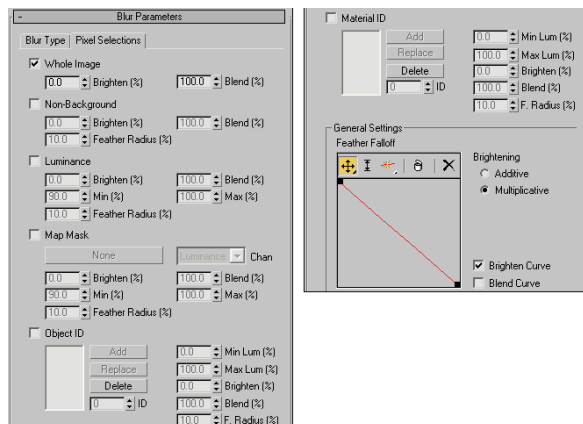 - Blur Parameters
Blur Type Pixel Selections
Whole Image
0.0 Brighten (%) 100.0 Blend (%)
Non-Background
0.0 Brighten (%) 100.0 Blend (%)
10.0 Feather Radius (%)
Luminance
0.0 Brighten (%) 100.0 Blend (%)
90.0 Min (%) 100.0 Max (%)
10.0 Feather Radius (%)
Map Mask
None Luminance Chan
0.0 Brighten (%) 100.0 Blend (%)
90.0 Min (%) 100.0 Max (%)
10.0 Feather Radius (%)
Object ID
Add 0.0 Min Lum (%)
Replace 100.0 Max Lum (%)
Delete 0.0 Brighten (%)
0 ID 100.0 Blend (%)
10.0 F. Radius (%)
Material ID
Add 0.0 Min Lum (%)
Replace 100.0 Max Lum (%)
Delete 0.0 Brighten (%)
0 ID 100.0 Blend (%)
10.0 F. Radius (%)
General Settings
Feather Falloff
Brightening
Additive
Multiplicative
Brighten Curve
Blend Curve